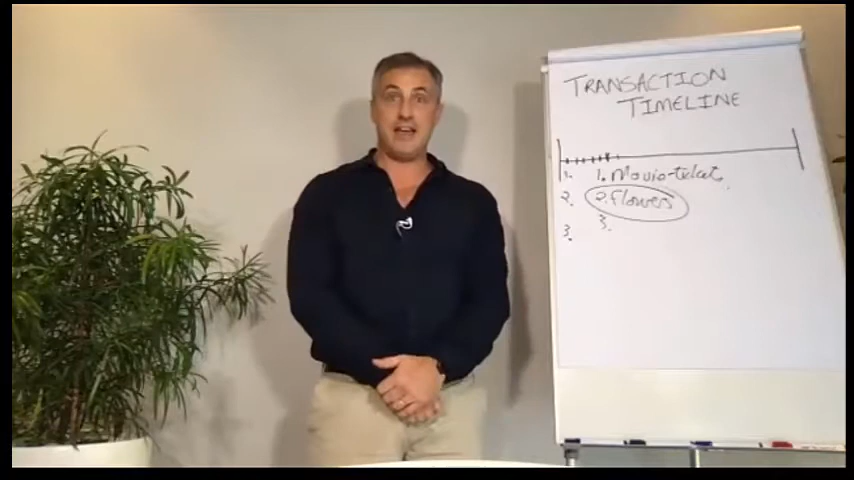 TRANSACTION
TIMELINE
1. 1. Movie-ticket
2. 2. Flowers
3. 3.